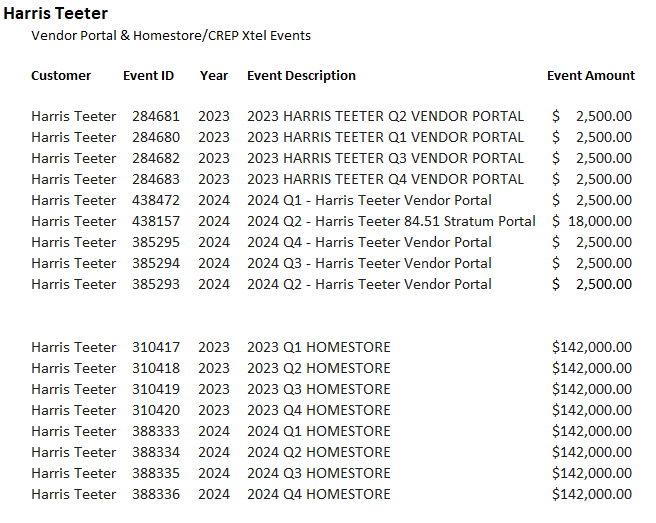 Harris Teeter
Vendor Portal & Homestore/CREP Xtel Events
Customer Event ID Year Event Description Event Amount
Harris Teeter 284681 2023 2023 HARRIS TEETER Q2 VENDOR PORTAL $ 2,500.00
Harris Teeter 284680 2023 2023 HARRIS TEETER Q1 VENDOR PORTAL $ 2,500.00
Harris Teeter 284682 2023 2023 HARRIS TEETER Q3 VENDOR PORTAL $ 2,500.00
Harris Teeter 284683 2023 2023 HARRIS TEETER Q4 VENDOR PORTAL $ 2,500.00
Harris Teeter 438472 2024 2024 Q1 - Harris Teeter Vendor Portal $ 2,500.00
Harris Teeter 438157 2024 2024 Q2 - Harris Teeter 84.51 Stratum Portal $ 18,000.00
Harris Teeter 385295 2024 2024 Q4 - Harris Teeter Vendor Portal $ 2,500.00
Harris Teeter 385294 2024 2024 Q3 - Harris Teeter Vendor Portal $ 2,500.00
Harris Teeter 385293 2024 2024 Q2 - Harris Teeter Vendor Portal $ 2,500.00
Harris Teeter 310417 2023 2023 Q1 HOMESTORE $142,000.00
Harris Teeter 310418 2023 2023 Q2 HOMESTORE $142,000.00
Harris Teeter 310419 2023 2023 Q3 HOMESTORE $142,000.00
Harris Teeter 310420 2023 2023 Q4 HOMESTORE $142,000.00
Harris Teeter 388333 2024 2024 Q1 HOMESTORE $142,000.00
Harris Teeter 388334 2024 2024 Q2 HOMESTORE $142,000.00
Harris Teeter 388335 2024 2024 Q3 HOMESTORE $142,000.00
Harris Teeter 388336 2024 2024 Q4 HOMESTORE $142,000.00